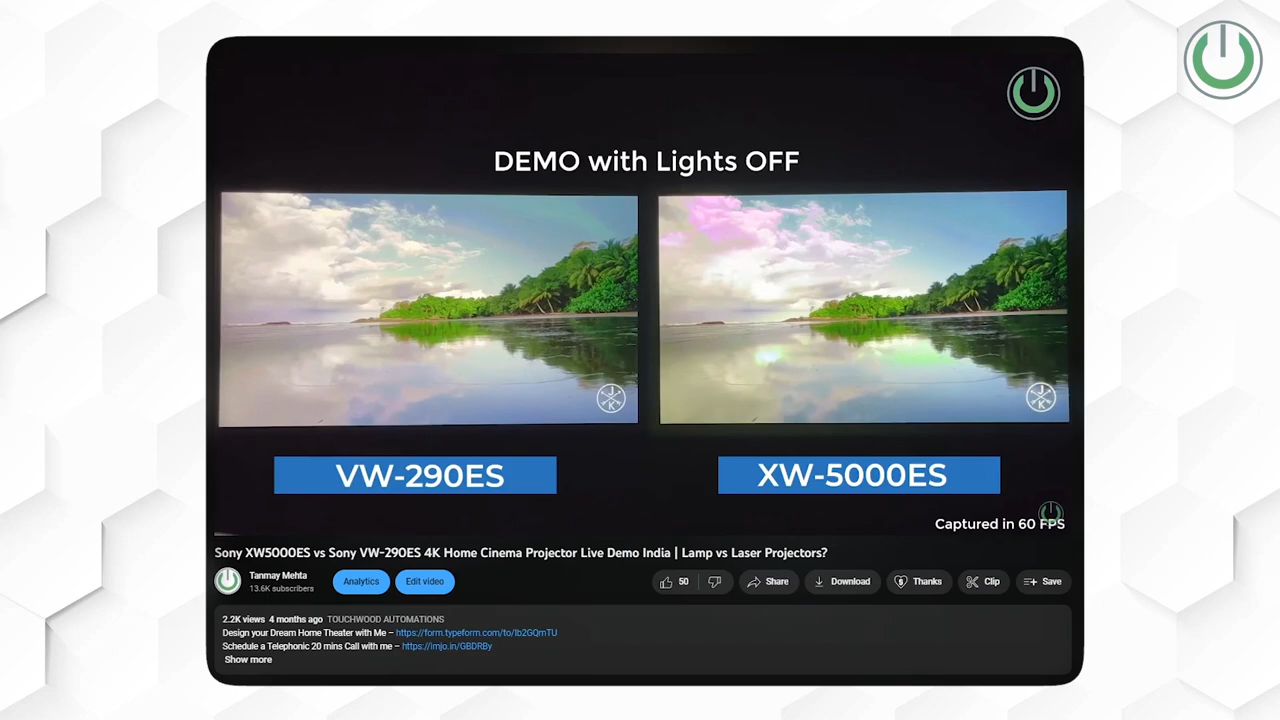 DEMO with Lights OFF
J
K
J
K
VW-290ES
XW-5000ES
Captured in 60 FPS
Sony XW5000ES vs Sony VW-290ES 4K Home Cinema Projector Live Demo India | Lamp vs Laser Projectors?
Tanmay Mehta
13.6K subscribers
Analytics
Edit video
50
Share
Download
Thanks
Clip
Save
2.2K views 4 months ago TOUCHWOOD AUTOMATIONS
Design your Dream Home Theater with Me – https://form.typeform.com/to/Ib2GQmTU
Schedule a Telephonic 20 mins Call with me – https://imjo.in/GBDRBy
Show more